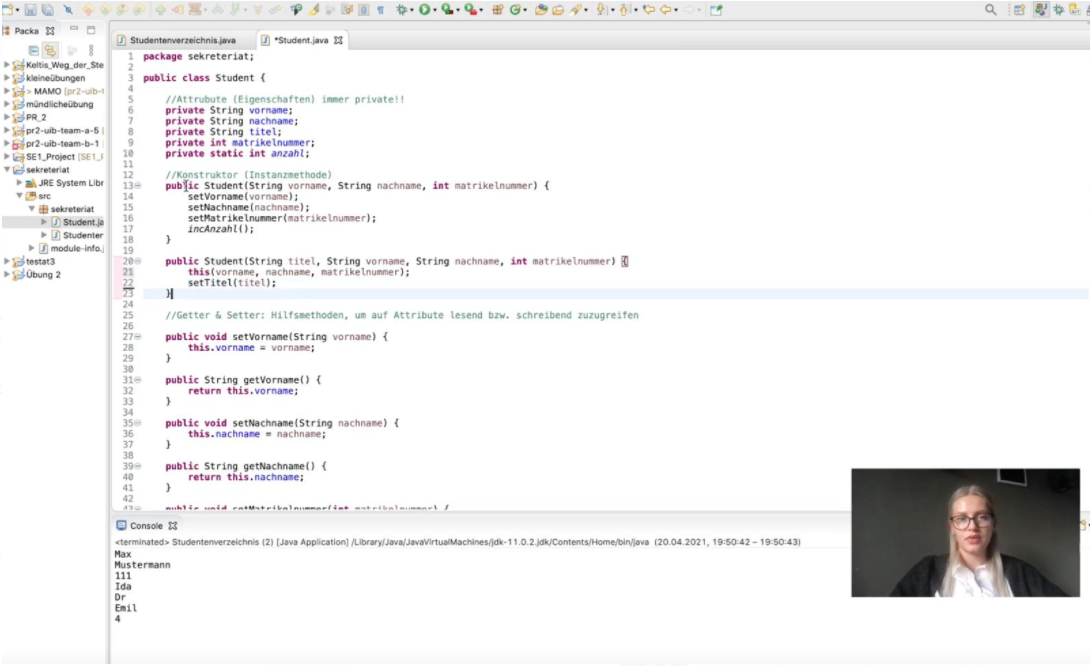 Packa
Studentenverzeichnis.java
*Student.java
Keltis_Weg_der_Ste
kleineübungen
> MAMO [pr2-uib-t
mündlicheübung
PR_2
pr2-uib-team-a-5 [
pr2-uib-team-b-1 [
SE1_Project [SE1_F
sekreteriat
JRE System Libr
src
sekreteriat
Student.ja
Studenter
module-info.j
testat3
Übung 2
1 package sekreteriat;
2
3 public class Student {
4
5 //Attrubute (Eigenschaften) immer private!!
6 private String vorname;
7 private String nachname;
8 private String titel;
9 private int matrikelnummer;
10 private static int anzahl;
11
12 //Konstruktor (Instanzmethode)
13 public Student(String vorname, String nachname, int matrikelnummer) {
14 setVorname(vorname);
15 setNachname(nachname);
16 setMatrikelnummer(matrikelnummer);
17 incAnzahl();
18 }
19
20 public Student(String titel, String vorname, String nachname, int matrikelnummer) {
21 this(vorname, nachname, matrikelnummer);
22 setTitel(titel);
23 }
24
25 //Getter & Setter: Hilfsmethoden, um auf Attribute lesend bzw. schreibend zuzugreifen
26
27 public void setVorname(String vorname) {
28 this.vorname = vorname;
29 }
30
31 public String getVorname() {
32 return this.vorname;
33 }
34
35 public void setNachname(String nachname) {
36 this.nachname = nachname;
37 }
38
39 public String getNachname() {
40 return this.nachname;
41 }
42
43 public void setMatrikelnummer(int matrikelnummer) {
Console
<terminated> Studentenverzeichnis (2) [Java Application] /Library/Java/JavaVirtualMachines/jdk-11.0.2.jdk/Contents/Home/bin/java (20.04.2021, 19:50:42 – 19:50:43)
Max
Mustermann
111
Ida
Dr
Emil
4